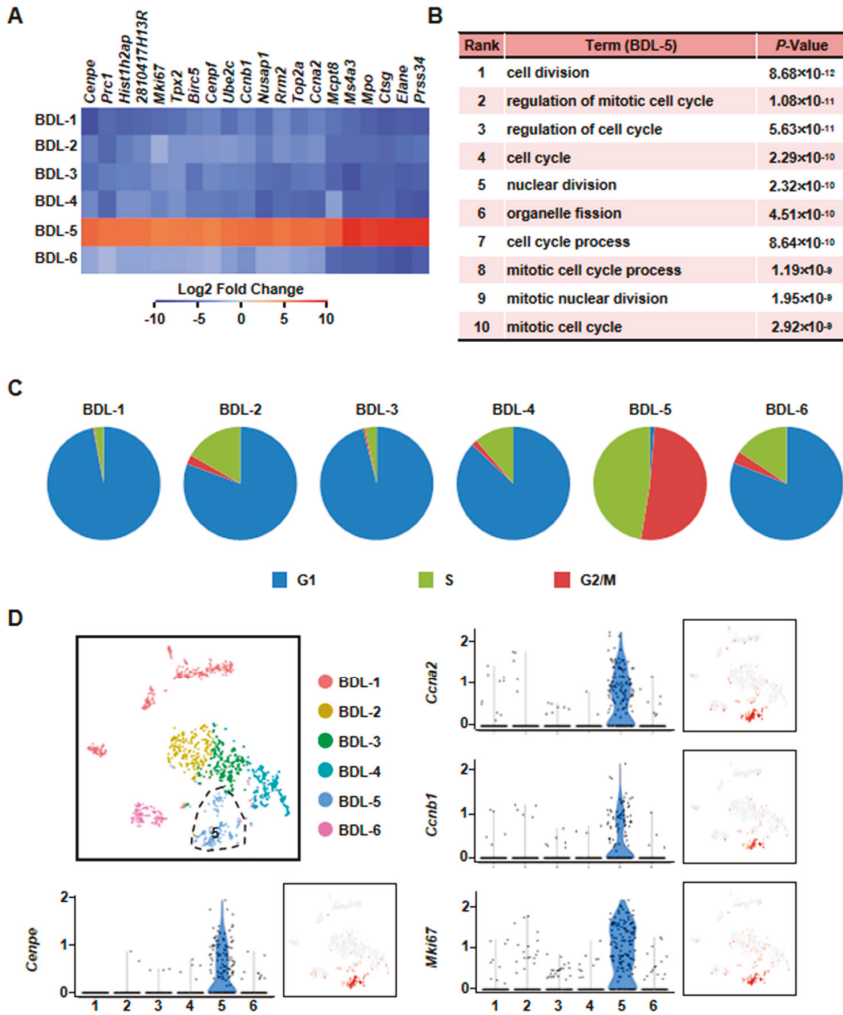 A
Cenpe Prc1 Hist1h2ap 2810417H13R Mki67 Tpx2 Birc5 Cenpf Ube2c Ccnb1 Nusap1 Rrm2 Top2a Ccna2 Mcpt8 Ms4a3 Mpo Ctsg Elane Prss34
BDL-1
BDL-2
BDL-3
BDL-4
BDL-5
BDL-6
Log2 Fold Change
-10 -5 0 5 10
B
Rank Term (BDL-5) P-Value
1 cell division 8.68×10⁻¹²
2 regulation of mitotic cell cycle 1.08×10⁻¹¹
3 regulation of cell cycle 5.63×10⁻¹¹
4 cell cycle 2.29×10⁻¹⁰
5 nuclear division 2.32×10⁻¹⁰
6 organelle fission 4.51×10⁻¹⁰
7 cell cycle process 8.64×10⁻¹⁰
8 mitotic cell cycle process 1.19×10⁻⁹
9 mitotic nuclear division 1.95×10⁻⁹
10 mitotic cell cycle 2.92×10⁻⁹
C
BDL-1 BDL-2 BDL-3 BDL-4 BDL-5 BDL-6
G1 S G2/M
D
5
BDL-1
BDL-2
BDL-3
BDL-4
BDL-5
BDL-6
Cenpe
2
1
0
1 2 3 4 5 6
Ccna2
2
1
0
Ccnb1
2
1
0
Mki67
2
1
0
1 2 3 4 5 6